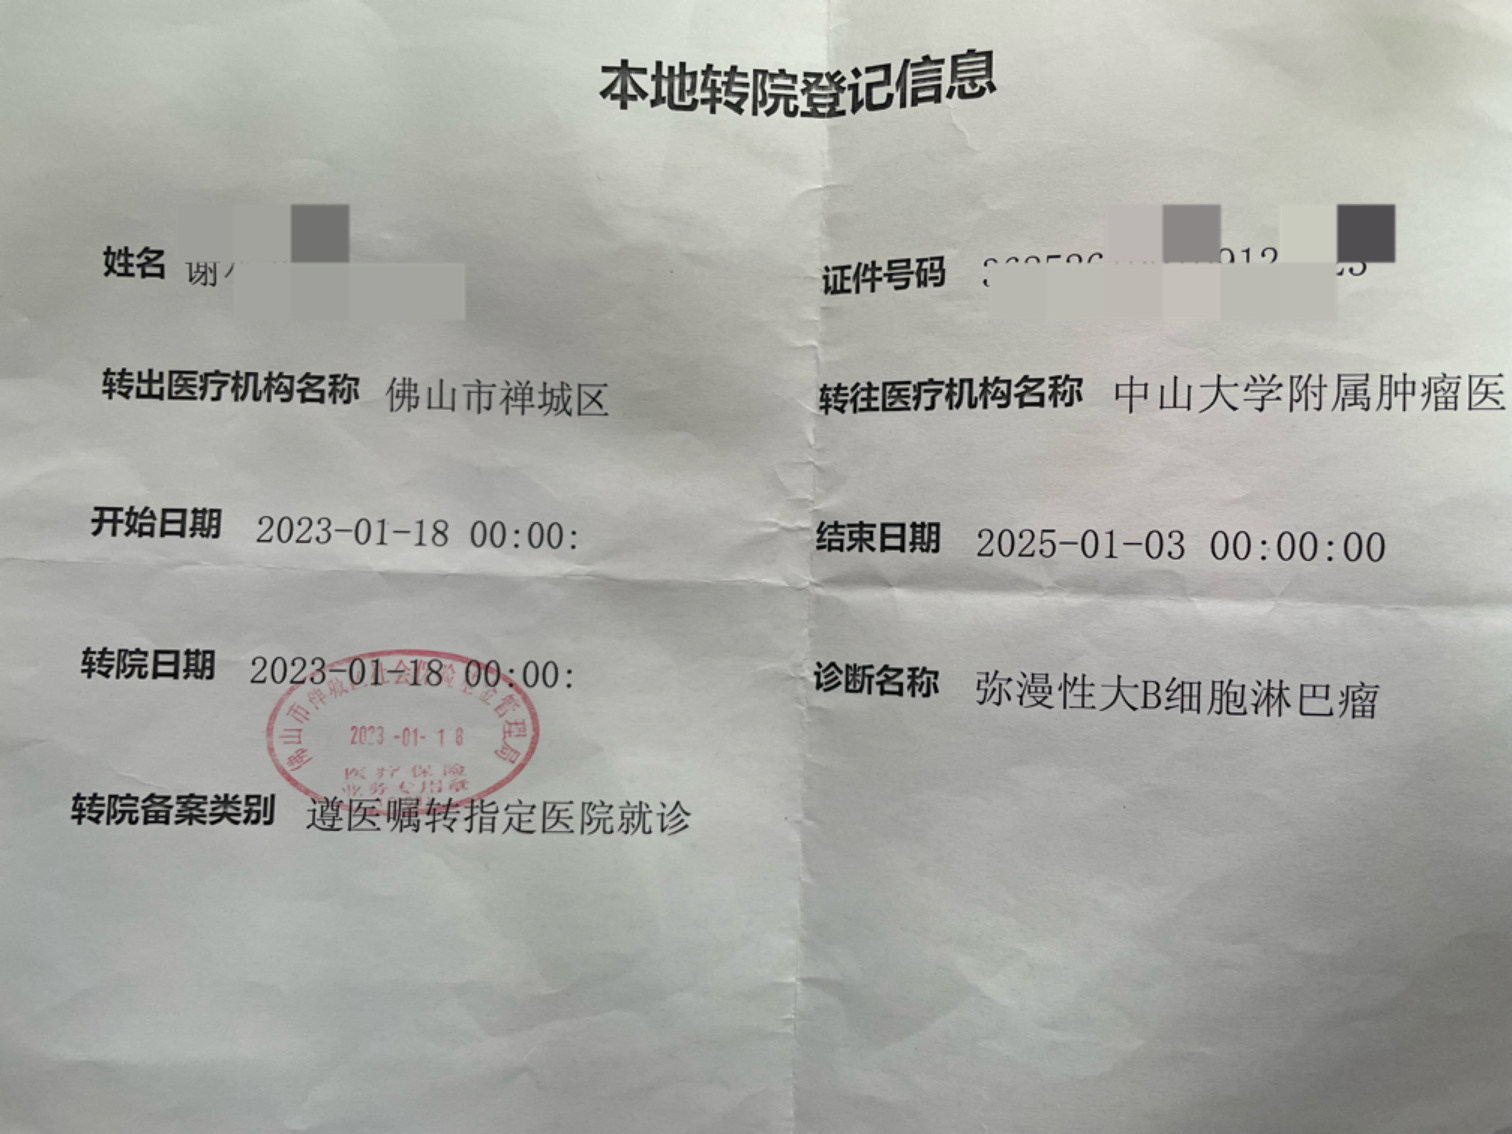 本地转院登记信息
姓名 谢
证件号码
转出医疗机构名称 佛山市禅城区
转往医疗机构名称 中山大学附属肿瘤医
开始日期 2023-01-18 00:00:
结束日期 2025-01-03 00:00:00
转院日期 2023-01-18 00:00:
诊断名称 弥漫性大B细胞淋巴瘤
2023-01-18
医疗保险
转院备案类别 遵医嘱转指定医院就诊